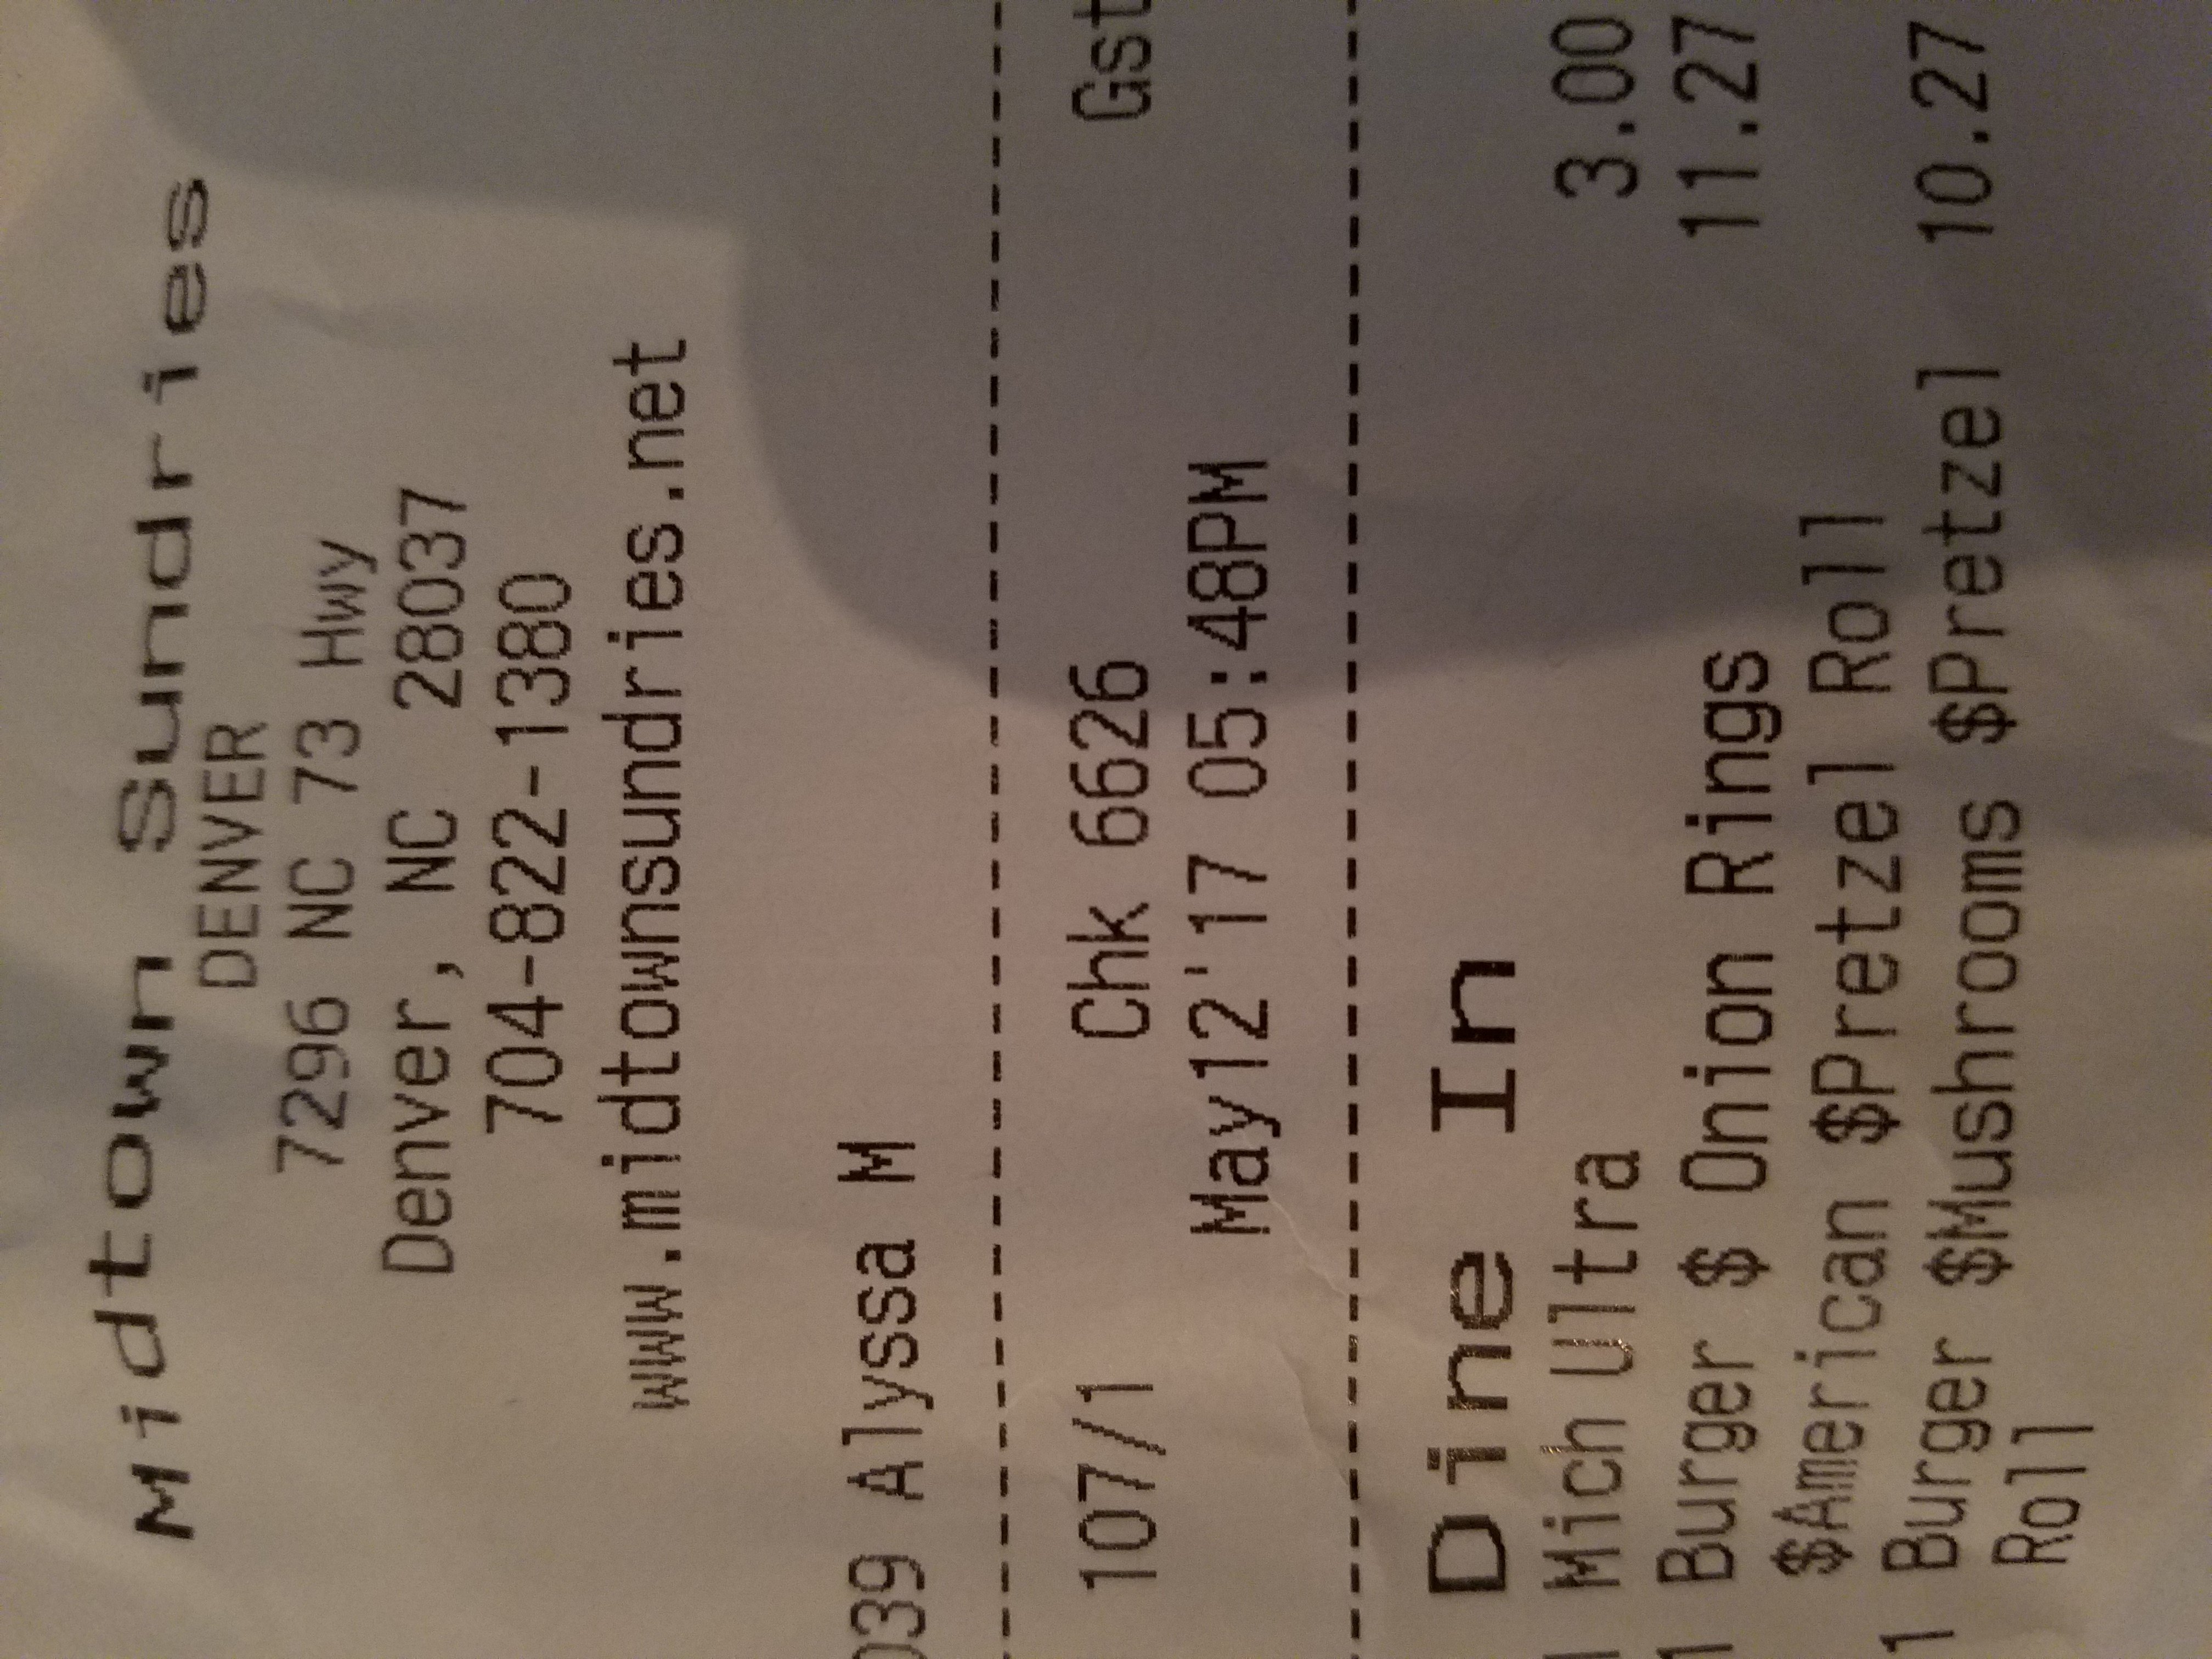 Midtown Sundries
DENVER
7296 NC 73 Hwy
Denver, NC 28037
704-822-1380
www.midtownsundries.net
039 Alyssa M
107/1 Chk 6626 Gst
May12'17 05:48PM
Dine In
1 Mich Ultra 3.00
1 Burger $ Onion Rings 11.27
$American $Pretzel Roll
1 Burger $Mushrooms $Pretzel 10.27
Roll